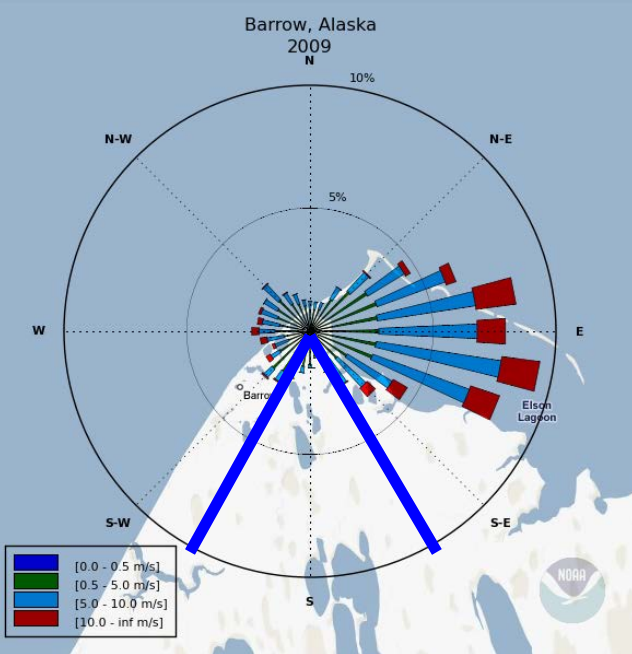 Barrow, Alaska
2009
N
10%
N-W
N-E
5%
W
E
Barro
Elson
Lagoon
S-W
S-E
[0.0 - 0.5 m/s]
[0.5 - 5.0 m/s]
[5.0 - 10.0 m/s]
[10.0 - inf m/s]
NOAA
S